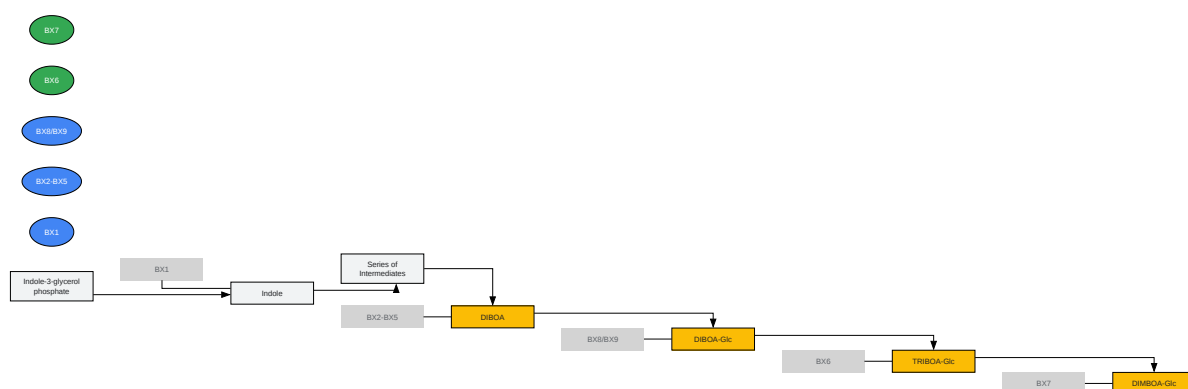 BX7
BX6
BX8/BX9
BX2-BX5
BX1
Indole-3-glycerol
phosphate
BX1
Indole
Series of
Intermediates
BX2-BX5
DIBOA
BX8/BX9
DIBOA-Glc
BX6
TRIBOA-Glc
BX7
DIMBOA-Glc